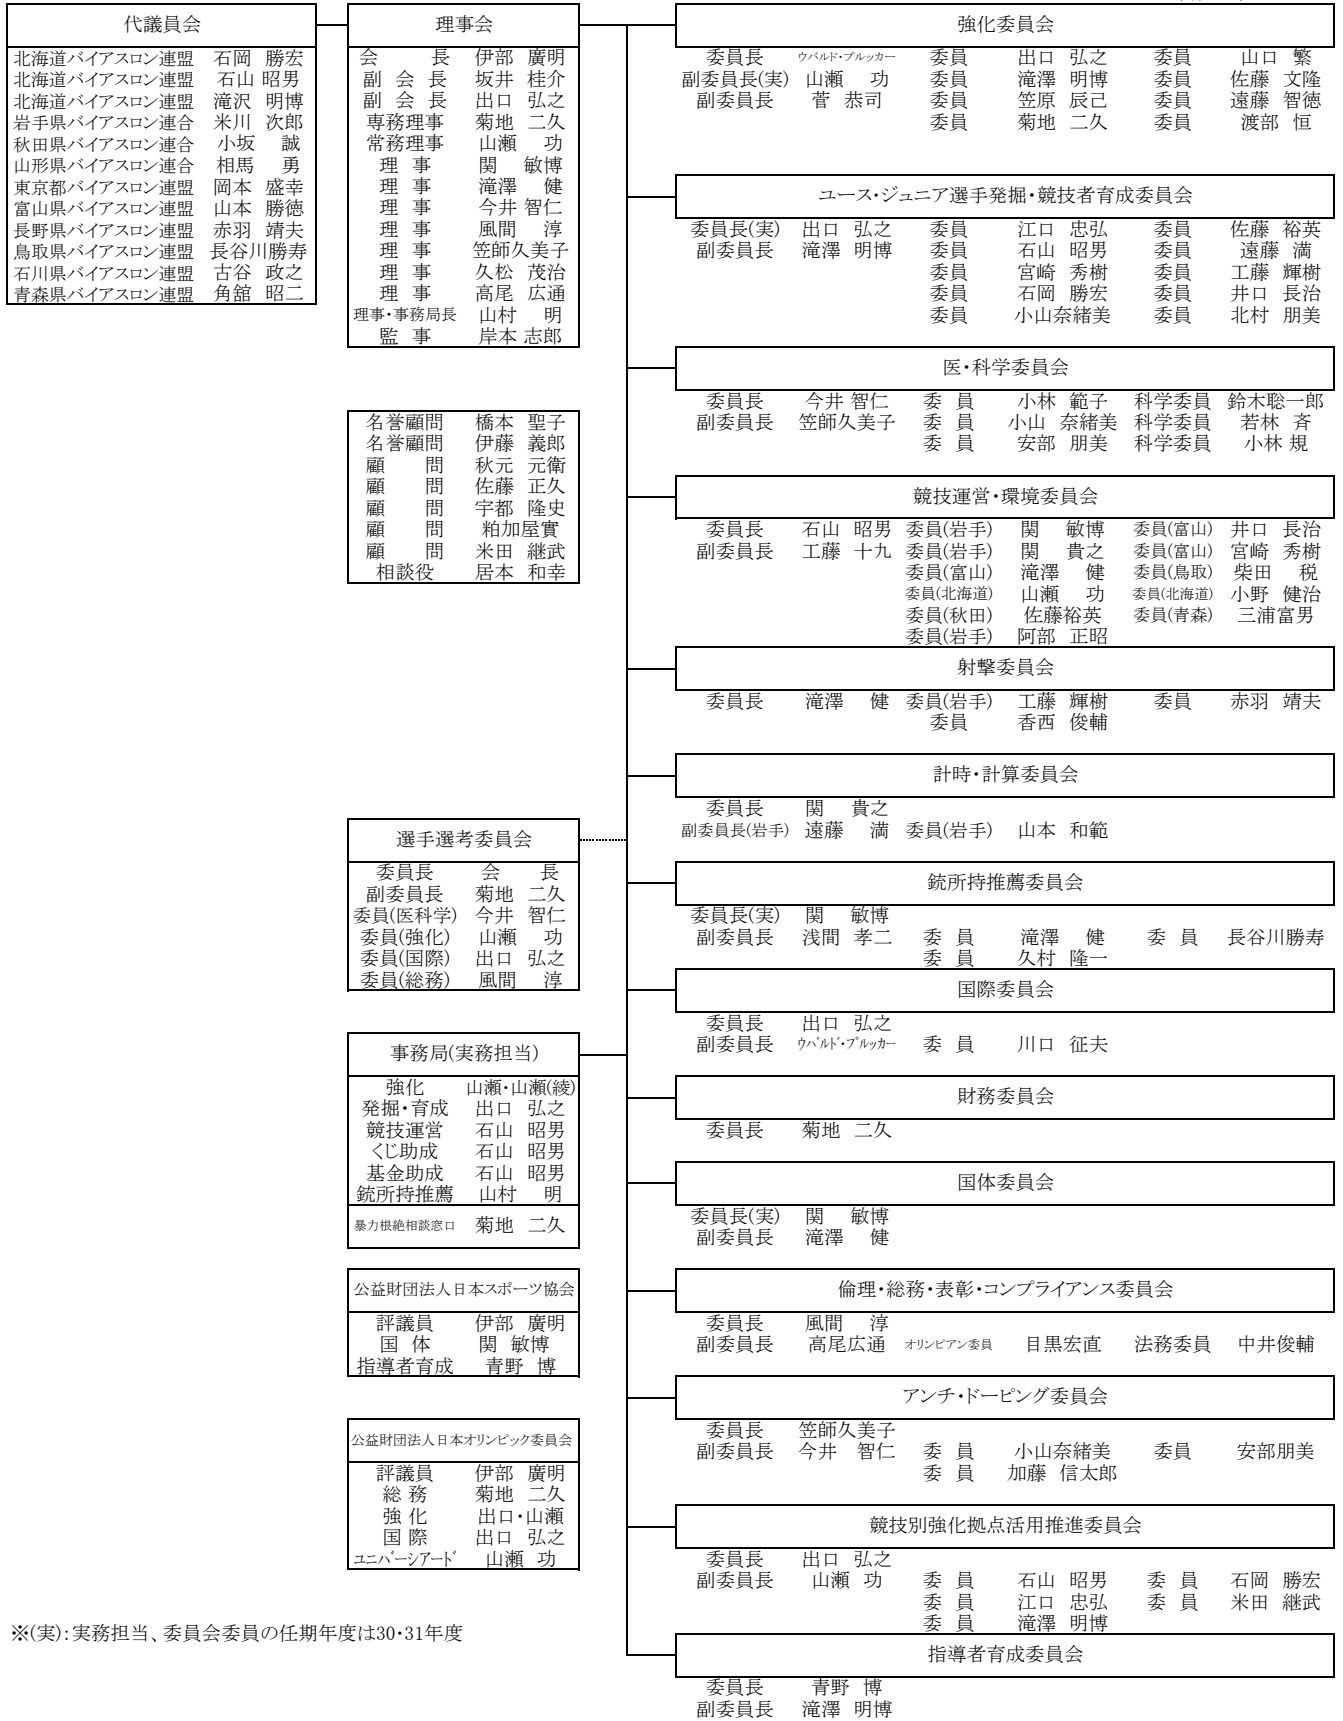 代議員会
北海道バイアスロン連盟 石岡 勝宏
北海道バイアスロン連盟 石山 昭男
北海道バイアスロン連盟 滝沢 明博
岩手県バイアスロン連合 米川 次郎
秋田県バイアスロン連合 小坂 誠
山形県バイアスロン連合 相馬 勇
東京都バイアスロン連盟 岡本 盛幸
富山県バイアスロン連盟 山本 勝徳
長野県バイアスロン連盟 赤羽 靖夫
鳥取県バイアスロン連盟 長谷川勝寿
石川県バイアスロン連盟 古谷 政之
青森県バイアスロン連盟 角舘 昭二
理事会
会 長 伊部 廣明
副 会 長 坂井 桂介
副 会 長 出口 弘之
専務理事 菊地 二久
常務理事 山瀬 功
理 事 関 敏博
理 事 滝澤 健
理 事 今井 智仁
理 事 風間 淳
理 事 笠師久美子
理 事 久松 茂治
理 事 高尾 広通
理事・事務局長 山村 明
監 事 岸本 志郎
名誉顧問 橋本 聖子
名誉顧問 伊藤 義郎
顧 問 秋元 元衛
顧 問 佐藤 正久
顧 問 宇都 隆史
顧 問 粕加屋實
顧 問 米田 継武
相談役 居本 和幸
選手選考委員会
委員長 会 長
副委員長 菊地 二久
委員(医科学) 今井 智仁
委員(強化) 山瀬 功
委員(国際) 出口 弘之
委員(総務) 風間 淳
事務局(実務担当)
強化 山瀬・山瀬(綾)
発掘・育成 出口 弘之
競技運営 石山 昭男
くじ助成 石山 昭男
基金助成 石山 昭男
銃所持推薦 山村 明
暴力根絶相談窓口 菊地 二久
公益財団法人日本スポーツ協会
評議員 伊部 廣明
国 体 関 敏博
指導者育成 青野 博
公益財団法人日本オリンピック委員会
評議員 伊部 廣明
総 務 菊地 二久
強 化 出口・山瀬
国 際 出口 弘之
ユニバーシアード 山瀬 功
強化委員会
委員長 ウバルド・プルッカー 委員 出口 弘之 委員 山口 繁
副委員長(実) 山瀬 功 委員 滝澤 明博 委員 佐藤 文隆
副委員長 菅 恭司 委員 笠原 辰己 委員 遠藤 智徳
委員 菊地 二久 委員 渡部 恒
ユース・ジュニア選手発掘・競技者育成委員会
委員長(実) 出口 弘之 委員 江口 忠弘 委員 佐藤 裕英
副委員長 滝澤 明博 委員 石山 昭男 委員 遠藤 満
委員 宮崎 秀樹 委員 工藤 輝樹
委員 石岡 勝宏 委員 井口 長治
委員 小山奈緒美 委員 北村 朋美
医・科学委員会
委員長 今井 智仁 委 員 小林 範子 科学委員 鈴木聡一郎
副委員長 笠師久美子 委 員 小山 奈緒美 科学委員 若林 斉
委 員 安部 朋美 科学委員 小林 規
競技運営・環境委員会
委員長 石山 昭男 委員(岩手) 関 敏博 委員(富山) 井口 長治
副委員長 工藤 十九 委員(岩手) 関 貴之 委員(富山) 宮崎 秀樹
委員(富山) 滝澤 健 委員(鳥取) 柴田 税
委員(北海道) 山瀬 功 委員(北海道) 小野 健治
委員(秋田) 佐藤裕英 委員(青森) 三浦富男
委員(岩手) 阿部 正昭
射撃委員会
委員長 滝澤 健 委員(岩手) 工藤 輝樹 委員 赤羽 靖夫
委員 香西 俊輔
計時・計算委員会
委員長 関 貴之
副委員長(岩手) 遠藤 満 委員(岩手) 山本 和範
銃所持推薦委員会
委員長(実) 関 敏博
副委員長 浅間 孝二 委 員 滝澤 健 委 員 長谷川勝寿
委 員 久村 隆一
国際委員会
委員長 出口 弘之
副委員長 ウバルド・プルッカー 委 員 川口 征夫
財務委員会
委員長 菊地 二久
国体委員会
委員長(実) 関 敏博
副委員長 滝澤 健
倫理・総務・表彰・コンプライアンス委員会
委員長 風間 淳
副委員長 高尾広通 オリンピアン委員 目黒宏直 法務委員 中井俊輔
アンチ・ドーピング委員会
委員長 笠師久美子
副委員長 今井 智仁 委 員 小山奈緒美 委員 安部朋美
委 員 加藤 信太郎
競技別強化拠点活用推進委員会
委員長 出口 弘之
副委員長 山瀬 功 委 員 石山 昭男 委 員 石岡 勝宏
委 員 江口 忠弘 委 員 米田 継武
委 員 滝澤 明博
指導者育成委員会
委員長 青野 博
副委員長 滝澤 明博
※(実):実務担当、委員会委員の任期年度は30・31年度